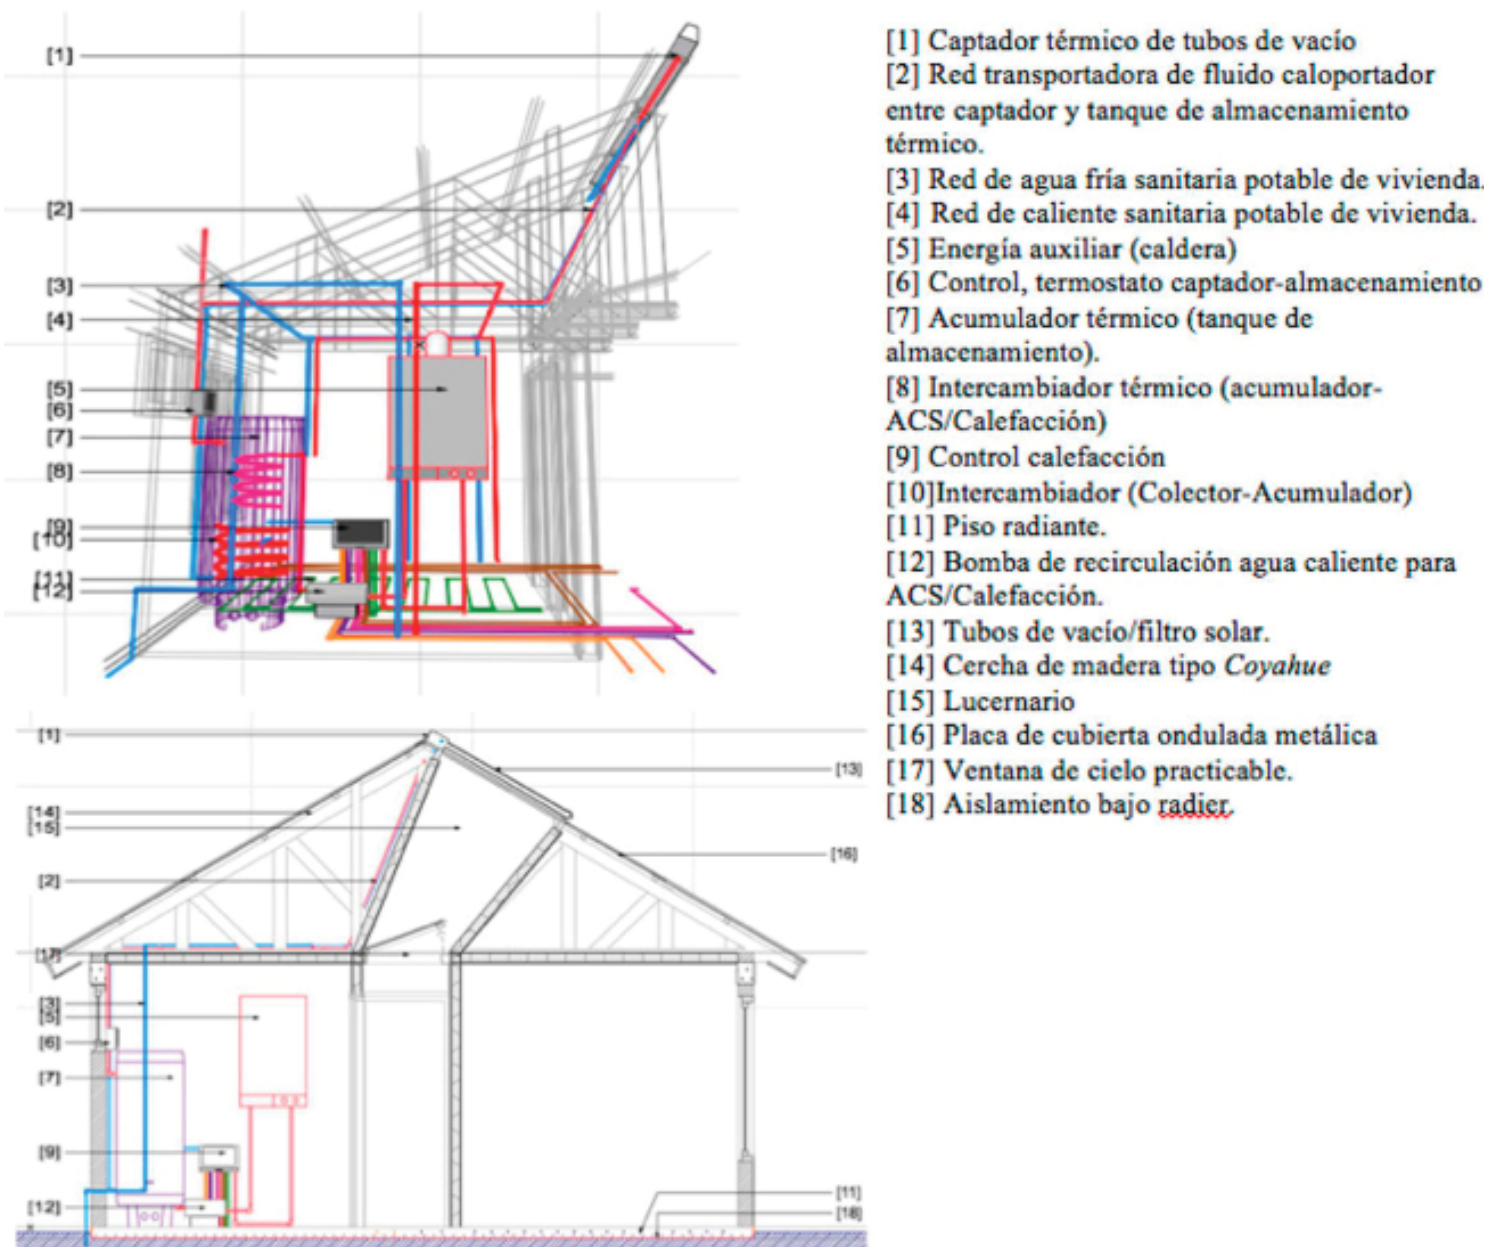 [1]
[2]
[3]
[4]
[5]
[6]
[7]
[8]
[9]
[10]
[11]
[12]
[1]
[13]
[14]
[15]
[16]
[2]
[17]
[3]
[5]
[6]
[7]
[9]
[12]
[11]
[18]
[1] Captador térmico de tubos de vacío
[2] Red transportadora de fluido caloportador
entre captador y tanque de almacenamiento
térmico.
[3] Red de agua fría sanitaria potable de vivienda.
[4] Red de caliente sanitaria potable de vivienda.
[5] Energía auxiliar (caldera)
[6] Control, termostato captador-almacenamiento
[7] Acumulador térmico (tanque de
almacenamiento).
[8] Intercambiador térmico (acumulador-
ACS/Calefacción)
[9] Control calefacción
[10]Intercambiador (Colector-Acumulador)
[11] Piso radiante.
[12] Bomba de recirculación agua caliente para
ACS/Calefacción.
[13] Tubos de vacío/filtro solar.
[14] Cercha de madera tipo Coyahue
[15] Lucernario
[16] Placa de cubierta ondulada metálica
[17] Ventana de cielo practicable.
[18] Aislamiento bajo radier.